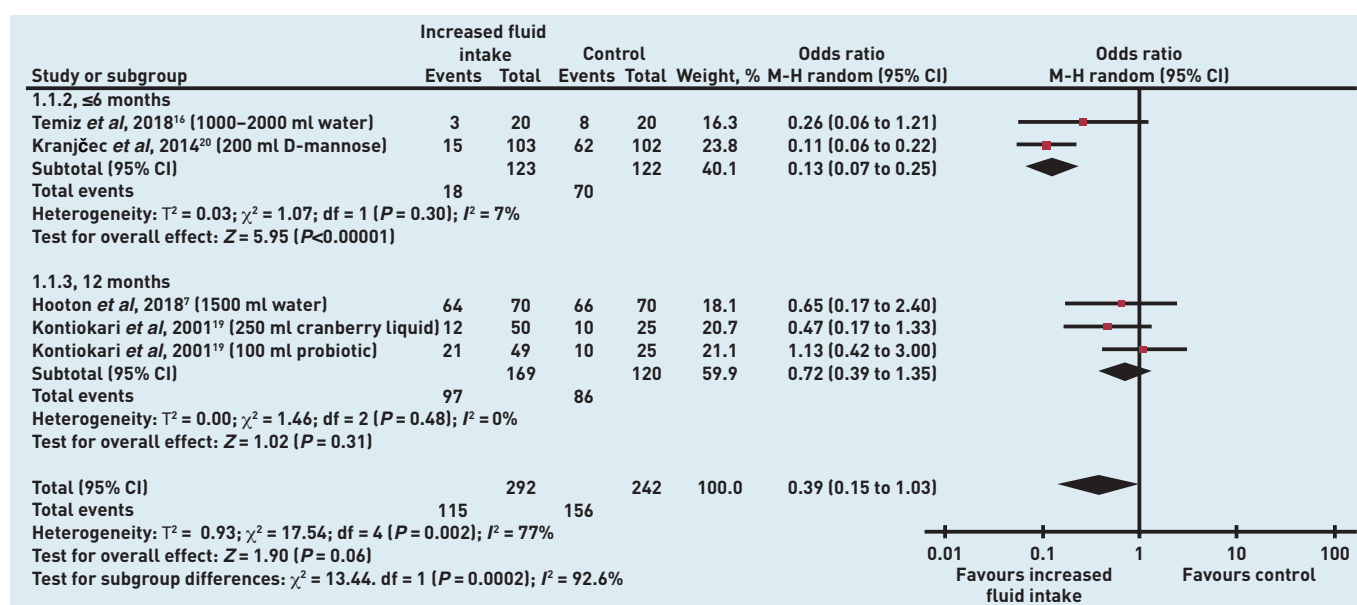 Increased fluid
intake Control Odds ratio Odds ratio
Study or subgroup Events Total Events Total Weight, % M-H random (95% CI) M-H random (95% CI)
1.1.2, ≤6 months
Temiz et al, 2018¹⁶ (1000–2000 ml water) 3 20 8 20 16.3 0.26 (0.06 to 1.21)
Kranjčec et al, 2014²⁰ (200 ml D-mannose) 15 103 62 102 23.8 0.11 (0.06 to 0.22)
Subtotal (95% CI) 123 122 40.1 0.13 (0.07 to 0.25)
Total events 18 70
Heterogeneity: T² = 0.03; χ² = 1.07; df = 1 (P = 0.30); I² = 7%
Test for overall effect: Z = 5.95 (P<0.00001)
1.1.3, 12 months
Hooton et al, 2018⁷ (1500 ml water) 64 70 66 70 18.1 0.65 (0.17 to 2.40)
Kontiokari et al, 2001¹⁹ (250 ml cranberry liquid) 12 50 10 25 20.7 0.47 (0.17 to 1.33)
Kontiokari et al, 2001¹⁹ (100 ml probiotic) 21 49 10 25 21.1 1.13 (0.42 to 3.00)
Subtotal (95% CI) 169 120 59.9 0.72 (0.39 to 1.35)
Total events 97 86
Heterogeneity: T² = 0.00; χ² = 1.46; df = 2 (P = 0.48); I² = 0%
Test for overall effect: Z = 1.02 (P = 0.31)
Total (95% CI) 292 242 100.0 0.39 (0.15 to 1.03)
Total events 115 156
Heterogeneity: T² = 0.93; χ² = 17.54; df = 4 (P = 0.002); I² = 77%
Test for overall effect: Z = 1.90 (P = 0.06)
Test for subgroup differences: χ² = 13.44. df = 1 (P = 0.0002); I² = 92.6%
0.01 0.1 1 10 100
Favours increased Favours control
fluid intake